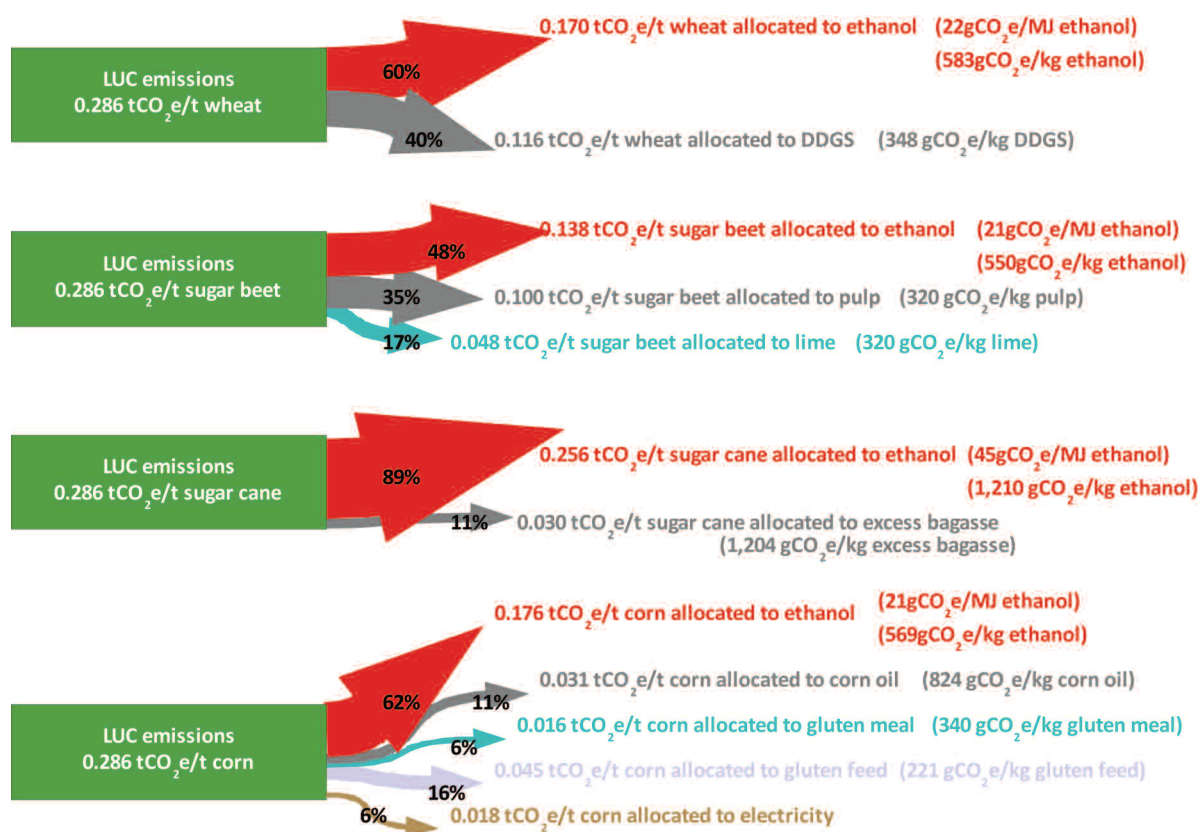 0.170 tCO₂e/t wheat allocated to ethanol (22gCO₂e/MJ ethanol)
(583gCO₂e/kg ethanol)
LUC emissions
0.286 tCO₂e/t wheat
60%
40%
0.116 tCO₂e/t wheat allocated to DDGS (348 gCO₂e/kg DDGS)
0.138 tCO₂e/t sugar beet allocated to ethanol (21gCO₂e/MJ ethanol)
(550gCO₂e/kg ethanol)
LUC emissions
0.286 tCO₂e/t sugar beet
48%
35%
0.100 tCO₂e/t sugar beet allocated to pulp (320 gCO₂e/kg pulp)
17%
0.048 tCO₂e/t sugar beet allocated to lime (320 gCO₂e/kg lime)
LUC emissions
0.286 tCO₂e/t sugar cane
89%
0.256 tCO₂e/t sugar cane allocated to ethanol (45gCO₂e/MJ ethanol)
(1,210 gCO₂e/kg ethanol)
11%
0.030 tCO₂e/t sugar cane allocated to excess bagasse
(1,204 gCO₂e/kg excess bagasse)
0.176 tCO₂e/t corn allocated to ethanol (21gCO₂e/MJ ethanol)
(569gCO₂e/kg ethanol)
LUC emissions
0.286 tCO₂e/t corn
62%
11%
0.031 tCO₂e/t corn allocated to corn oil (824 gCO₂e/kg corn oil)
6%
0.016 tCO₂e/t corn allocated to gluten meal (340 gCO₂e/kg gluten meal)
16%
0.045 tCO₂e/t corn allocated to gluten feed (221 gCO₂e/kg gluten feed)
6%
0.018 tCO₂e/t corn allocated to electricity